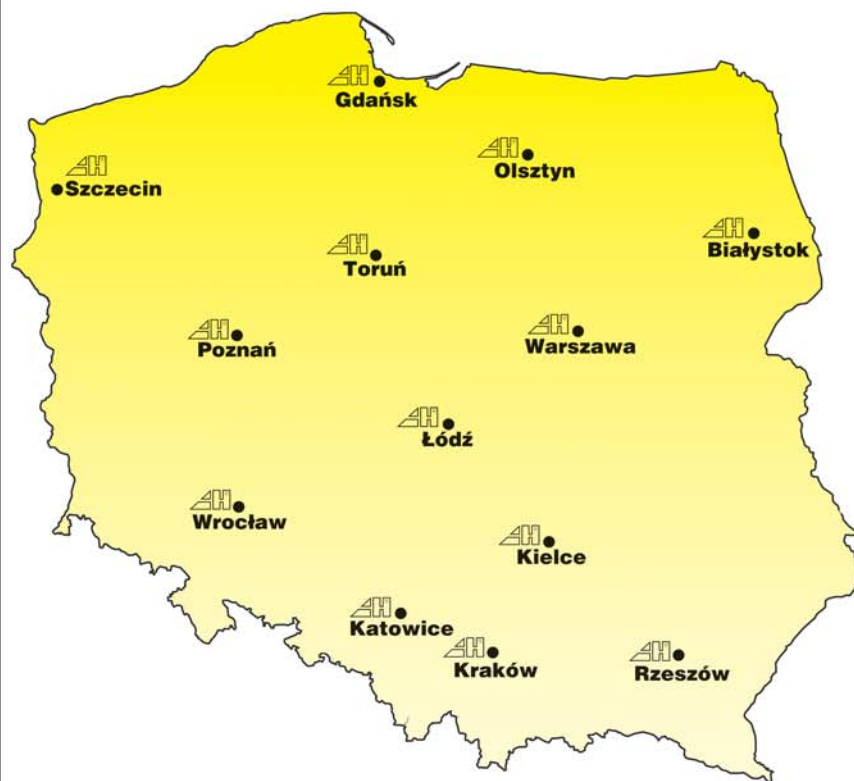 Gdańsk
Olsztyn
Szczecin
Białystok
Toruń
Poznań
Warszawa
Łódź
Wrocław
Kielce
Katowice
Kraków
Rzeszów